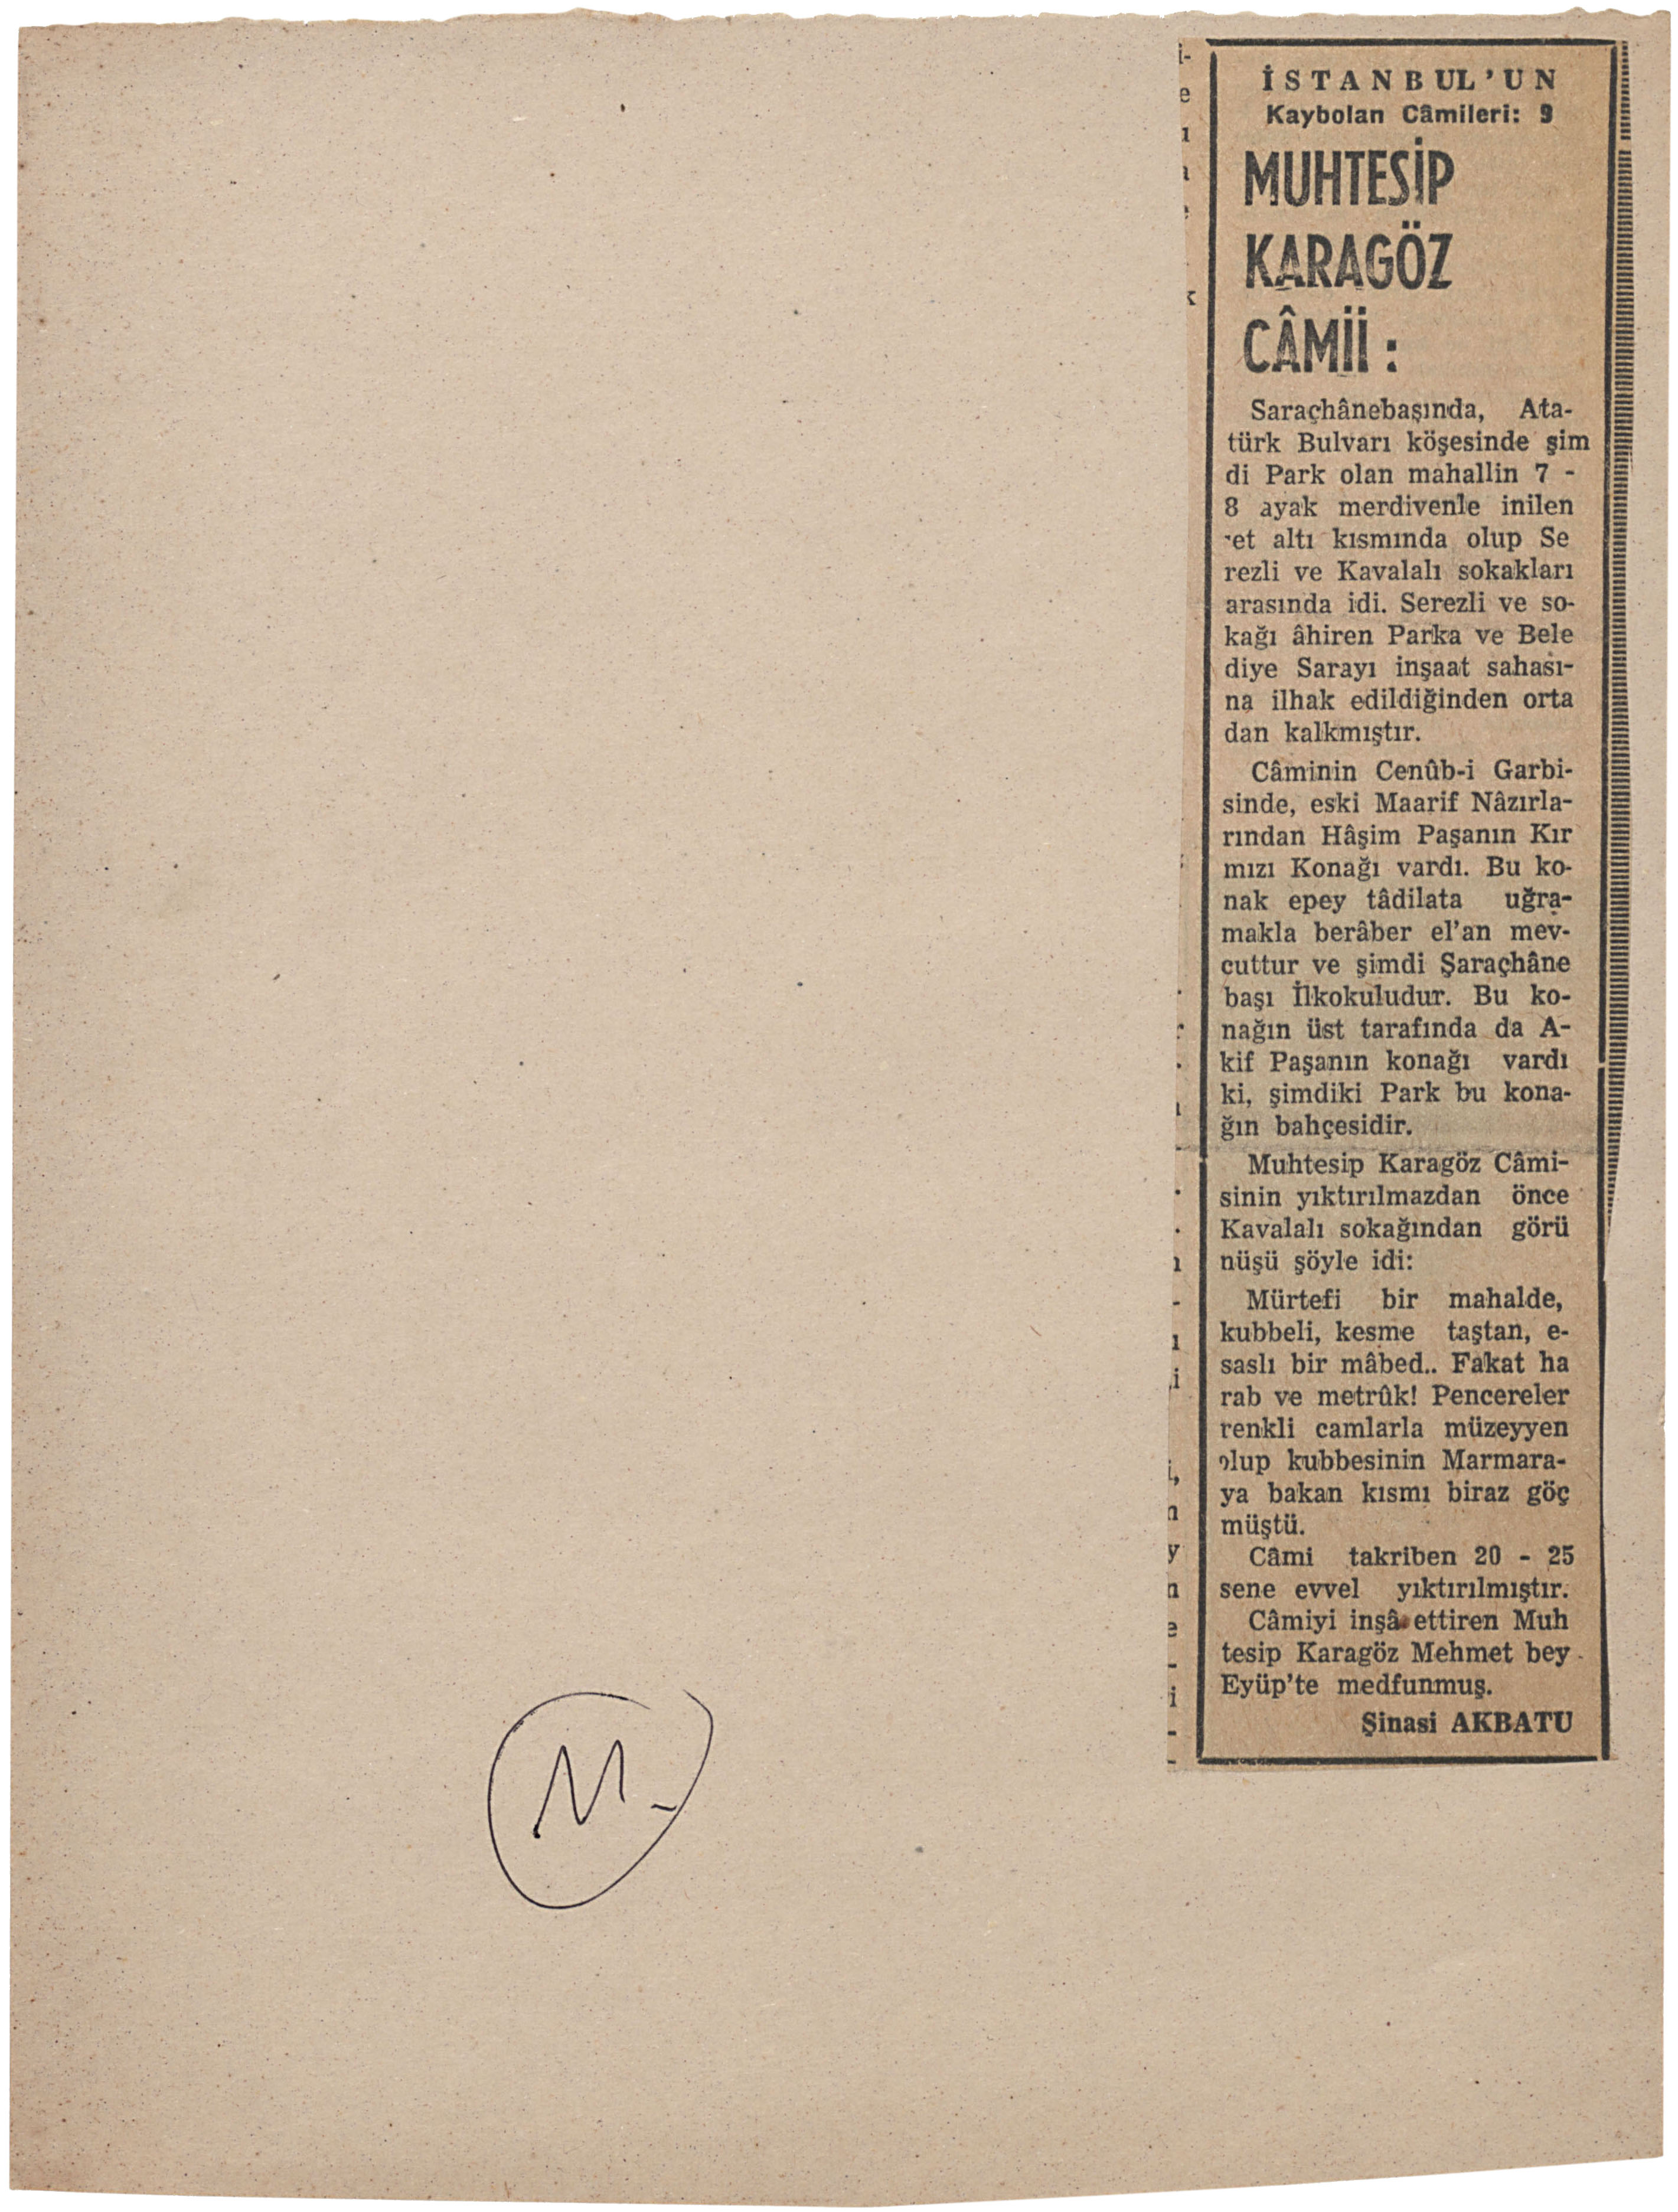 İSTANBUL'UN
Kaybolan Câmileri: 9
MUHTESİP
KARAGÖZ
CÂMİİ :
Saraçhânebaşında, Ata-
türk Bulvarı köşesinde şim
di Park olan mahallin 7 -
8 ayak merdivenle inilen
et altı kısmında olup Se
rezli ve Kavalalı sokakları
arasında idi. Serezli ve so-
kağı âhiren Parka ve Bele
diye Sarayı inşaat sahası-
na ilhak edildiğinden orta
dan kalkmıştır.
Câminin Cenûb-i Garbi-
sinde, eski Maarif Nâzırla-
rından Hâşim Paşanın Kır
mızı Konağı vardı. Bu ko-
nak epey tâdilata uğra-
makla berâber el'an mev-
cuttur ve şimdi Şaraçhâne
başı İlkokuludur. Bu ko-
nağın üst tarafında da A-
kif Paşanın konağı vardı
ki, şimdiki Park bu kona-
ğın bahçesidir.
Muhtesip Karagöz Câmi-
sinin yıktırılmazdan önce
Kavalalı sokağından görü
nüşü şöyle idi:
Mürtefi bir mahalde,
kubbeli, kesme taştan, e-
saslı bir mâbed.. Fakat ha
rab ve metrûk! Pencereler
renkli camlarla müzeyyen
olup kubbesinin Marmara-
ya bakan kısmı biraz göç
müştü.
Câmi takriben 20 - 25
sene evvel yıktırılmıştır.
Câmiyi inşâ ettiren Muh
tesip Karagöz Mehmet bey
Eyüp'te medfunmuş.
Şinasi AKBATU
M